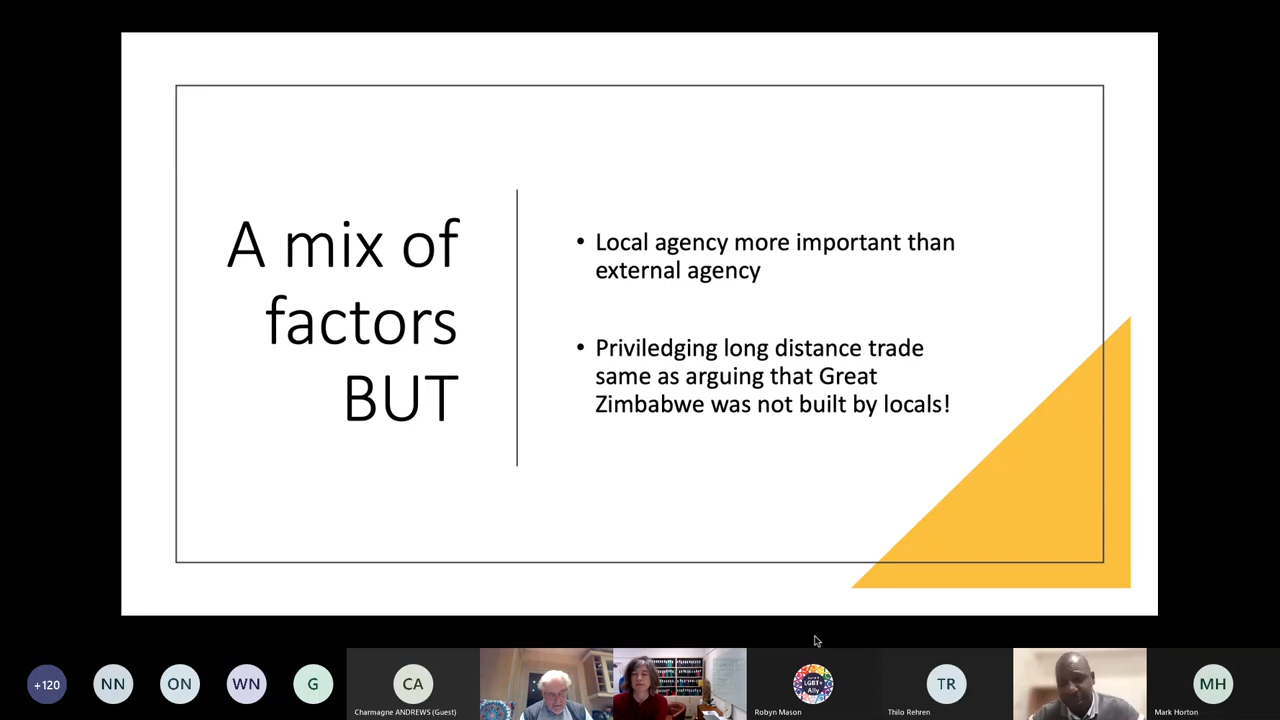 A mix of
factors
BUT
• Local agency more important than
external agency
• Priviledging long distance trade
same as arguing that Great
Zimbabwe was not built by locals!
+120
NN
ON
WN
G
CA
Charmagne ANDREWS (Guest)
LGBT+
Ally
Robyn Mason
TR
Thilo Rehren
MH
Mark Horton